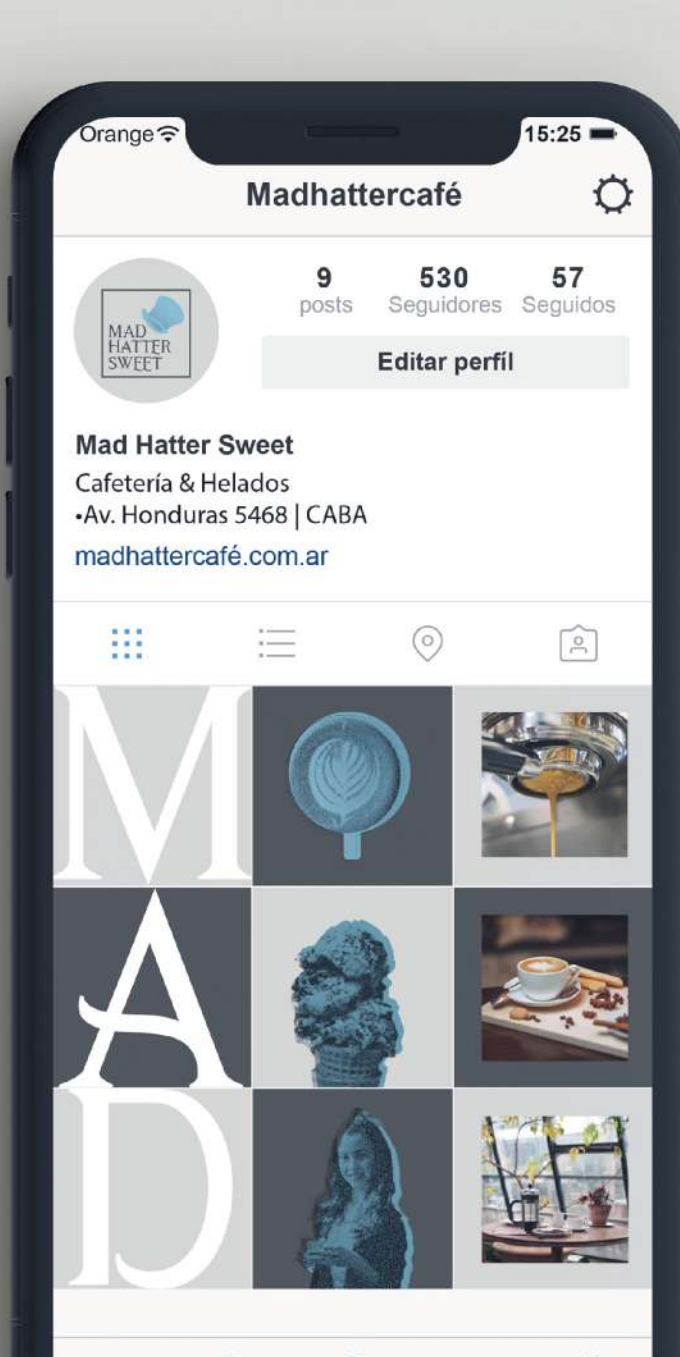 Orange
15:25
Madhattercafé
MAD
HATTER
SWEET
9 530 57
posts Seguidores Seguidos
Editar perfíl
Mad Hatter Sweet
Cafetería & Helados
•Av. Honduras 5468 | CABA
madhattercafé.com.ar
M
A
D